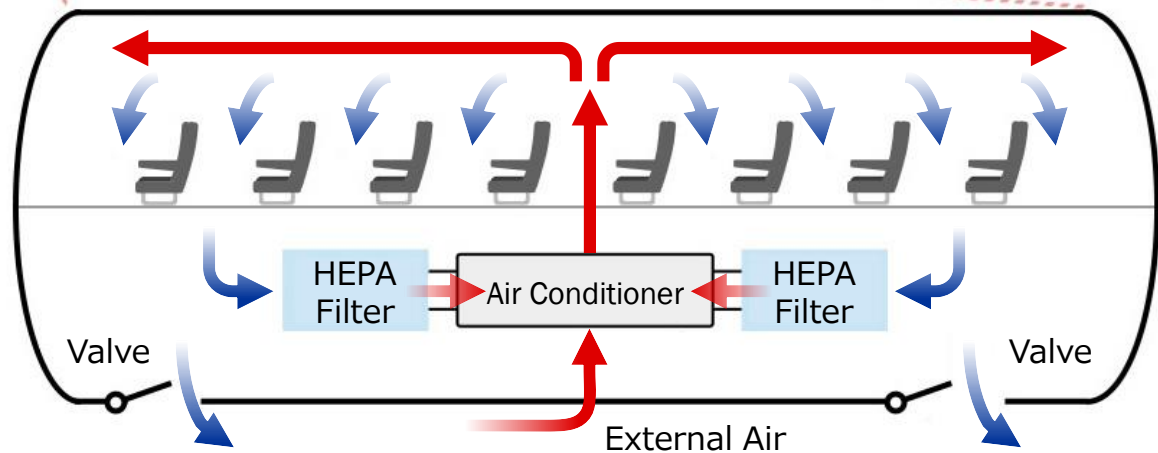 HEPA
Filter
Air Conditioner
HEPA
Filter
Valve
Valve
External Air